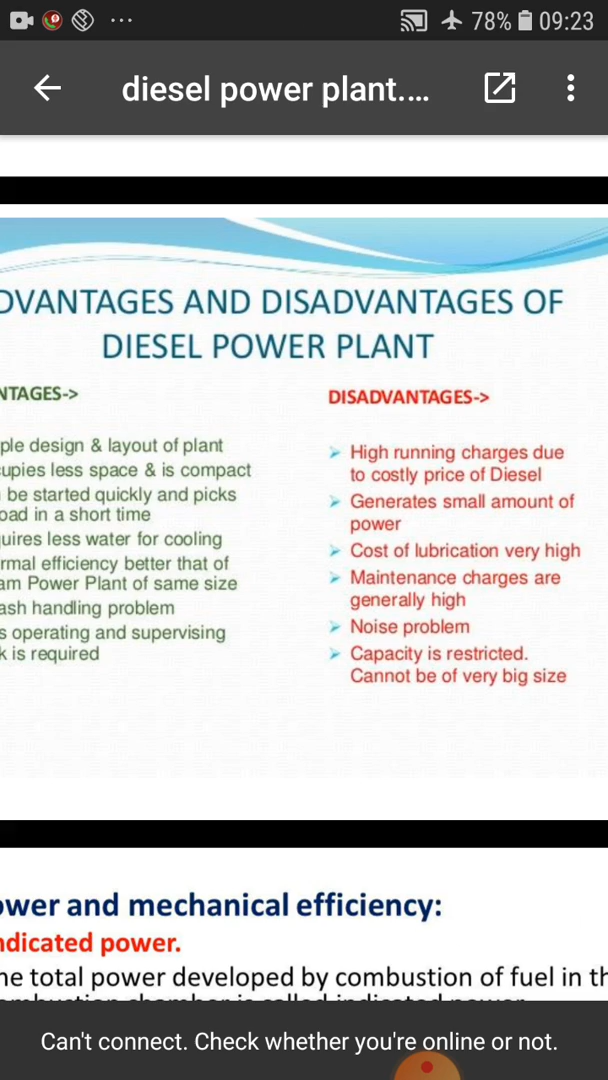 78% 09:23
diesel power plant....
DVANTAGES AND DISADVANTAGES OF
DIESEL POWER PLANT
NTAGES->
ple design & layout of plant
upies less space & is compact
be started quickly and picks
oad in a short time
uires less water for cooling
rmal efficiency better that of
am Power Plant of same size
ash handling problem
s operating and supervising
k is required
DISADVANTAGES->
High running charges due
to costly price of Diesel
Generates small amount of
power
Cost of lubrication very high
Maintenance charges are
generally high
Noise problem
Capacity is restricted.
Cannot be of very big size
ower and mechanical efficiency:
ndicated power.
he total power developed by combustion of fuel in th
ombustion chamber is called indicated power
Can't connect. Check whether you're online or not.